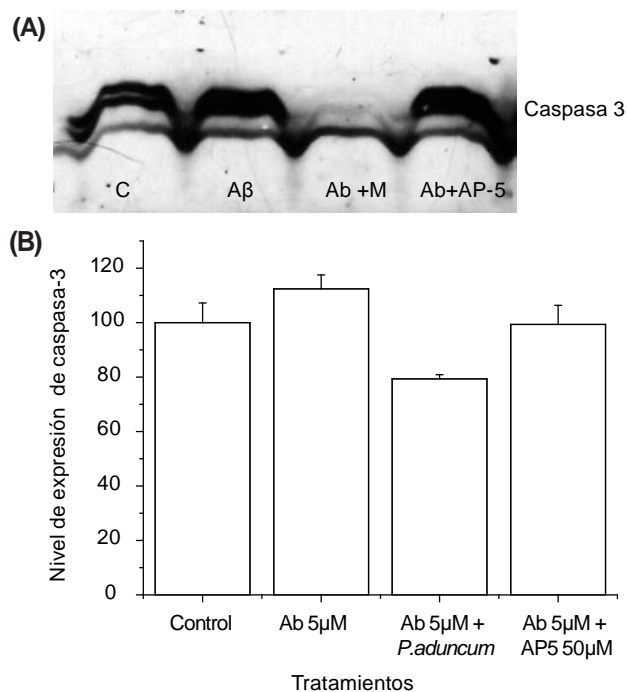 (A)
Caspasa 3
C
Aβ
Ab +M
Ab+AP-5
(B)
Nivel de expresión de caspasa-3
120
100
80
60
40
20
0
Control
Ab 5µM
Ab 5µM +
P.aduncum
Ab 5µM +
AP5 50µM
Tratamientos